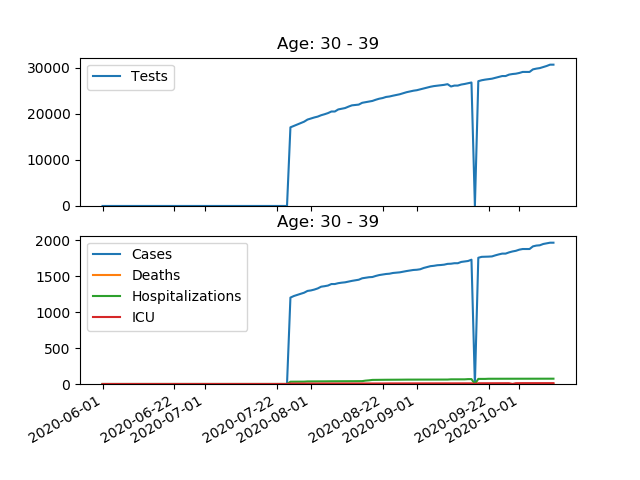 Age: 30 - 39
30000
20000
10000
0
Tests
Age: 30 - 39
2000
1500
1000
500
0
Cases
Deaths
Hospitalizations
ICU
2020-06-01
2020-06-22
2020-07-01
2020-07-22
2020-08-01
2020-08-22
2020-09-01
2020-09-22
2020-10-01